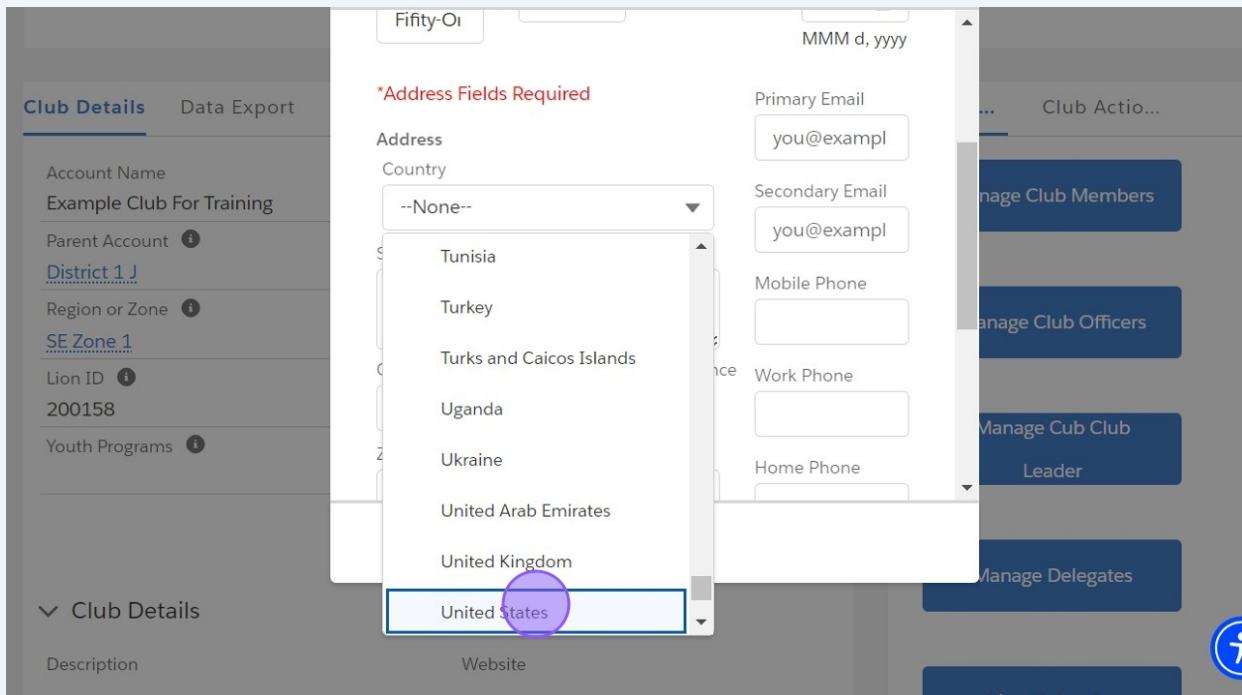 Fifity-Oı
MMM d, yyyy
Club Details
Data Export
...
Club Actio...
*Address Fields Required
Address
Country
--None--
Tunisia
Turkey
Turks and Caicos Islands
Uganda
Ukraine
United Arab Emirates
United Kingdom
United States
Primary Email
you@exampl
Secondary Email
you@exampl
Mobile Phone
Work Phone
Home Phone
Account Name
Example Club For Training
Parent Account
District 1 J
Region or Zone
SE Zone 1
Lion ID
200158
Youth Programs
nage Club Members
anage Club Officers
Manage Cub Club
Leader
Manage Delegates
Club Details
Description
Website